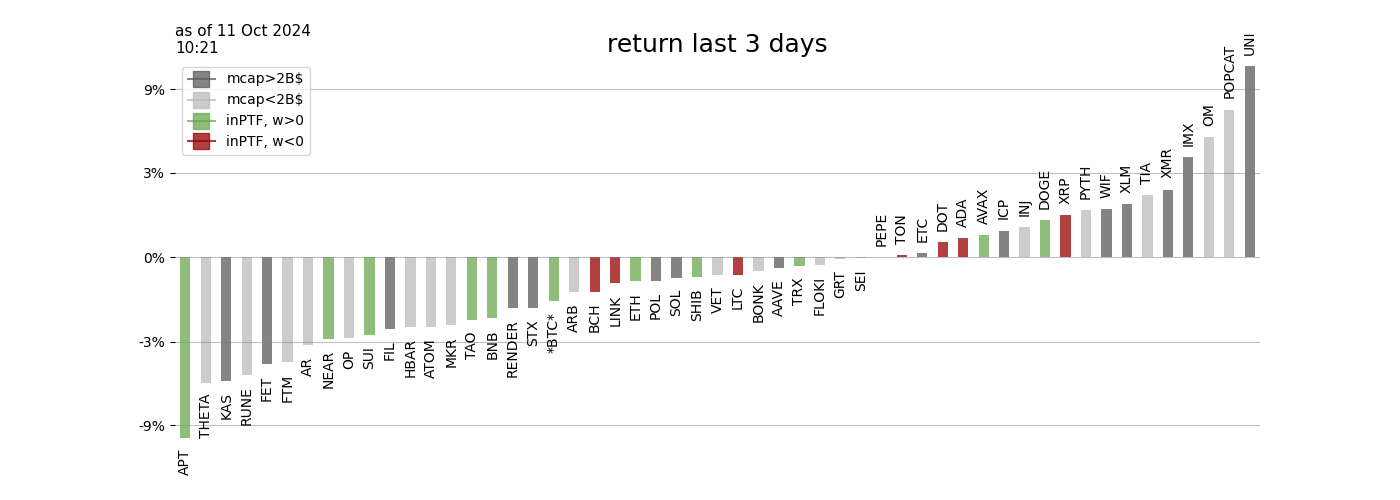 as of 11 Oct 2024
10:21
return last 3 days
mcap>2B$
mcap<2B$
inPTF, w>0
inPTF, w<0
9%
3%
0%
-3%
-9%
APT
THETA
KAS
RUNE
FET
FTM
AR
NEAR
OP
SUI
FIL
HBAR
ATOM
MKR
TAO
BNB
RENDER
STX
*BTC*
ARB
BCH
LINK
ETH
POL
SOL
SHIB
VET
LTC
BONK
AAVE
TRX
FLOKI
GRT
SEI
PEPE
TON
ETC
DOT
ADA
AVAX
ICP
INJ
DOGE
XRP
PYTH
WIF
XLM
TIA
XMR
IMX
OM
POPCAT
UNI